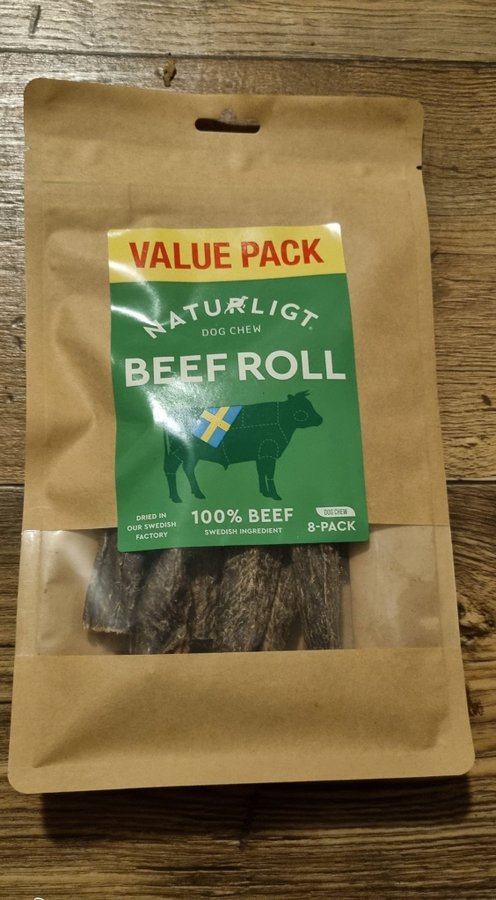 VALUE PACK
NATURLIGT®
DOG CHEW
BEEF ROLL
DRIED IN
OUR SWEDISH
FACTORY
100% BEEF
SWEDISH INGREDIENT
DOG CHEW
8-PACK